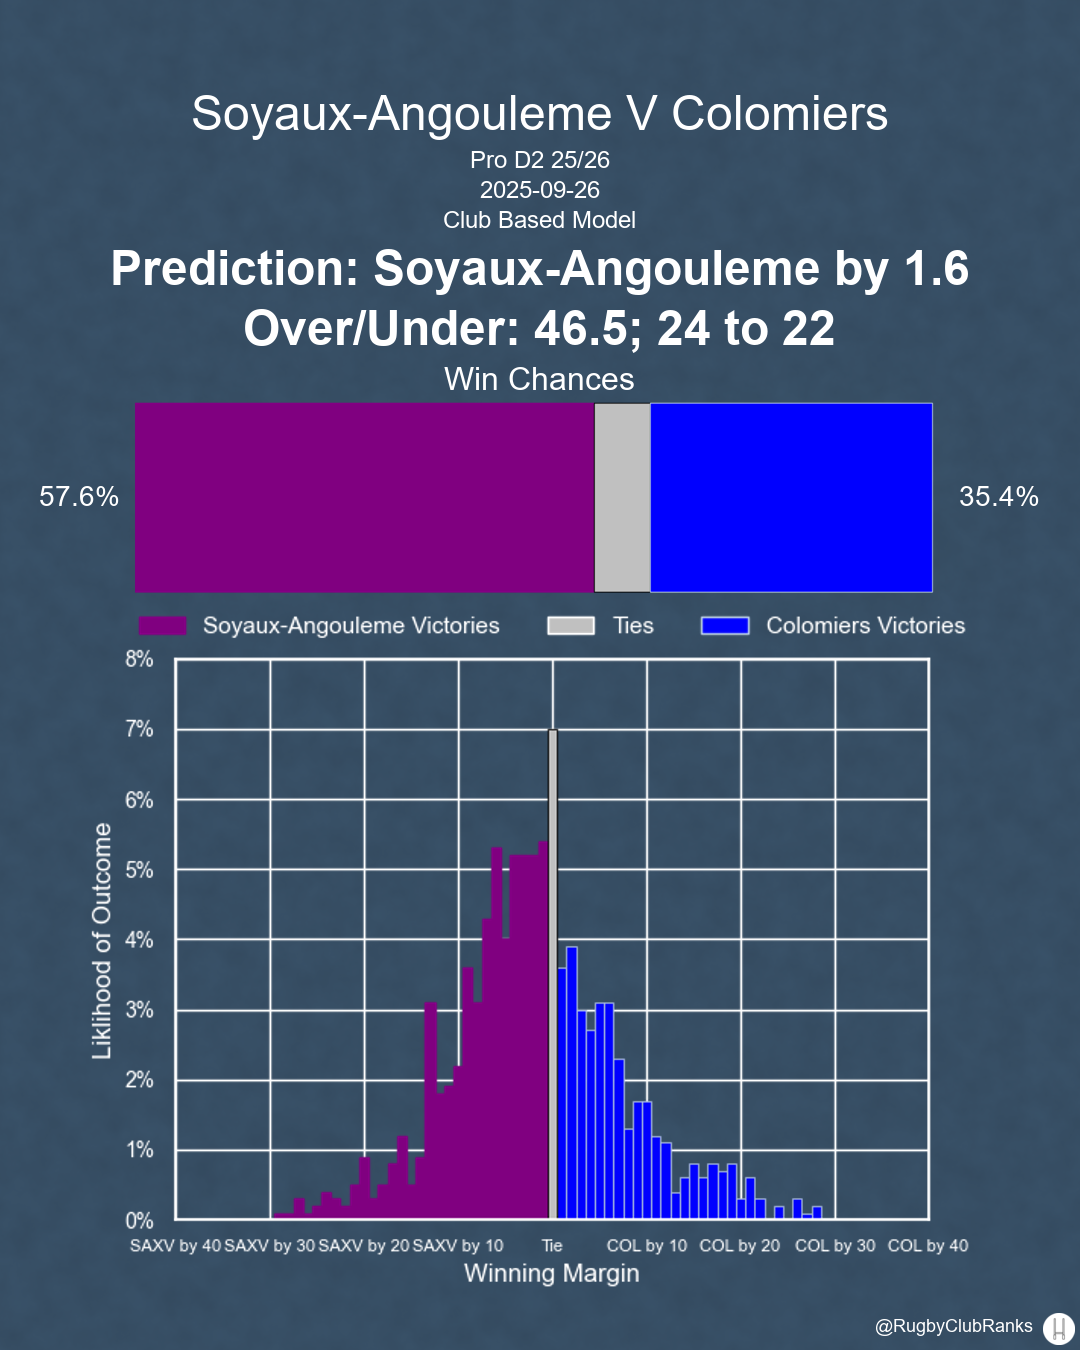 Soyaux-Angouleme V Colomiers
Pro D2 25/26
2025-09-26
Club Based Model
Prediction: Soyaux-Angouleme by 1.6
Over/Under: 46.5; 24 to 22
Win Chances
57.6%
35.4%
Soyaux-Angouleme Victories
Ties
Colomiers Victories
8%
7%
6%
5%
4%
3%
2%
1%
0%
Liklihood of Outcome
SAXV by 40 SAXV by 30 SAXV by 20 SAXV by 10 Tie COL by 10 COL by 20 COL by 30 COL by 40
Winning Margin
@RugbyClubRanks